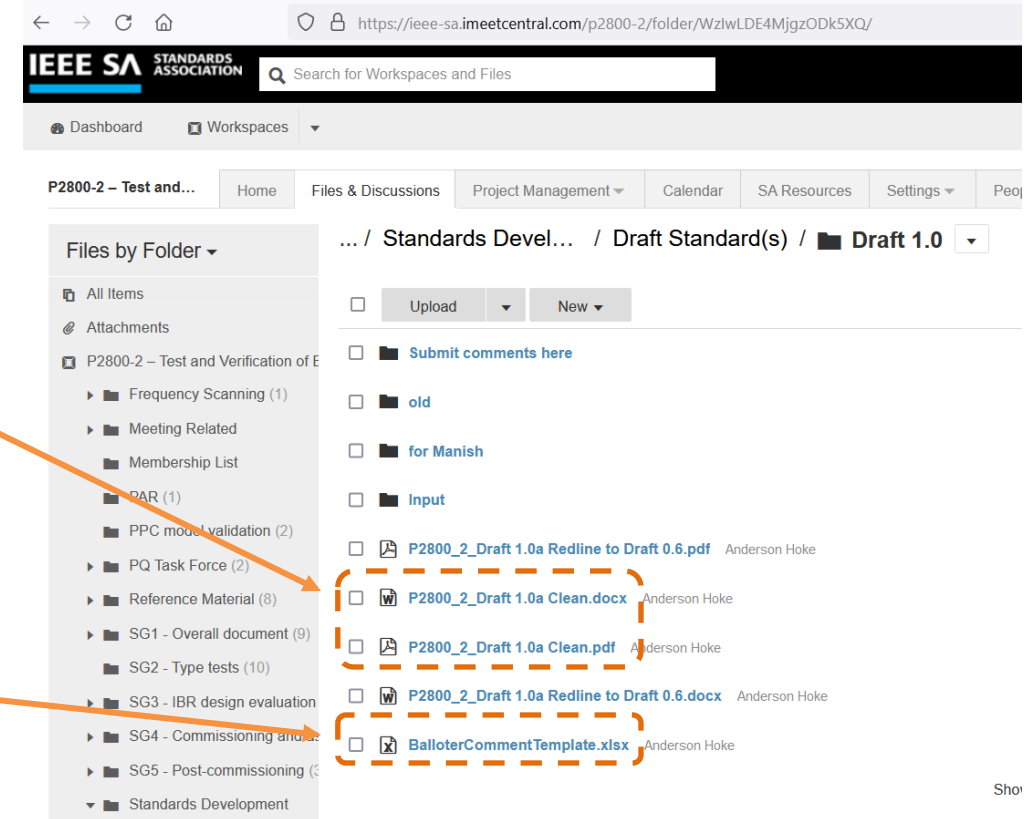 https://ieee-sa.imeetcentral.com/p2800-2/folder/WzIwLDE4MjgzODk5XQ/
IEEE SA STANDARDS ASSOCIATION
Search for Workspaces and Files
Dashboard Workspaces
P2800-2 – Test and... Home Files & Discussions Project Management Calendar SA Resources Settings Peop
Files by Folder
... / Standards Devel... / Draft Standard(s) / Draft 1.0
All Items
Attachments
P2800-2 – Test and Verification of E
Frequency Scanning (1)
Meeting Related
Membership List
PAR (1)
PPC model validation (2)
PQ Task Force (2)
Reference Material (8)
SG1 - Overall document (9)
SG2 - Type tests (10)
SG3 - IBR design evaluation
SG4 - Commissioning and as
SG5 - Post-commissioning (3
Standards Development
Upload New
Submit comments here
old
for Manish
Input
P2800_2_Draft 1.0a Redline to Draft 0.6.pdf Anderson Hoke
P2800_2_Draft 1.0a Clean.docx Anderson Hoke
P2800_2_Draft 1.0a Clean.pdf Anderson Hoke
P2800_2_Draft 1.0a Redline to Draft 0.6.docx Anderson Hoke
BalloterCommentTemplate.xlsx Anderson Hoke
Show